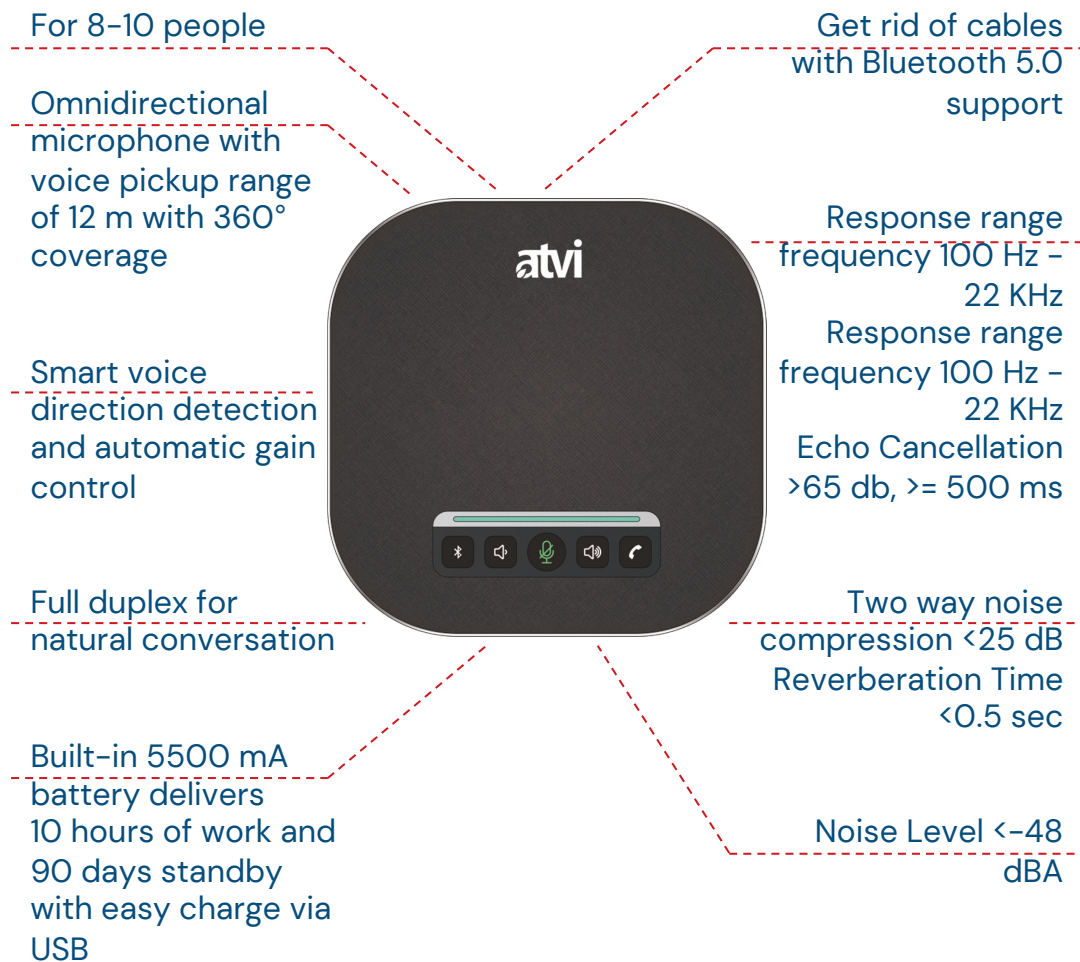 For 8-10 people
Omnidirectional
microphone with
voice pickup range
of 12 m with 360°
coverage
Smart voice
direction detection
and automatic gain
control
Full duplex for
natural conversation
Built-in 5500 mA
battery delivers
10 hours of work and
90 days standby
with easy charge via
USB
atvi
Get rid of cables
with Bluetooth 5.0
support
Response range
frequency 100 Hz -
22 KHz
Response range
frequency 100 Hz -
22 KHz
Echo Cancellation
>65 db, >= 500 ms
Two way noise
compression <25 dB
Reverberation Time
<0.5 sec
Noise Level <-48
dBA